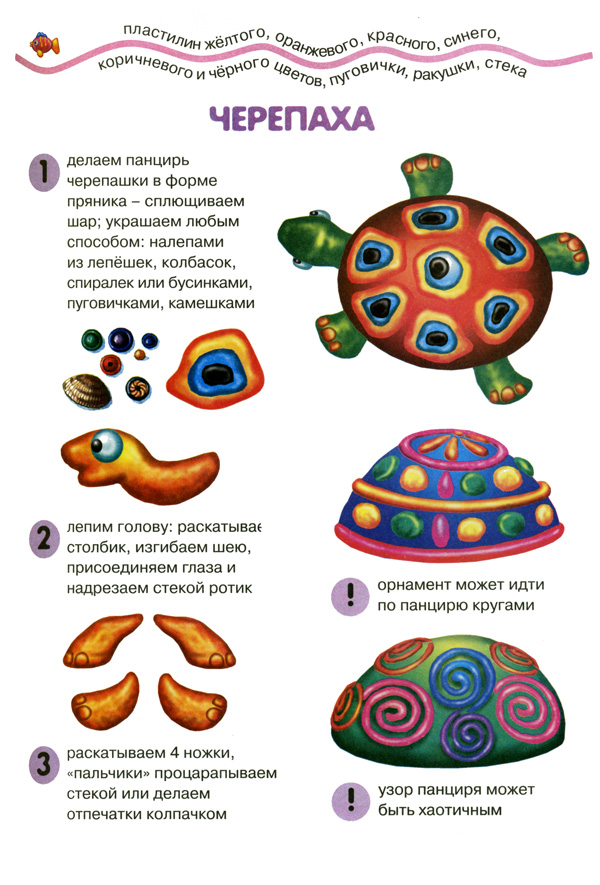 пластилин жёлтого, оранжевого, красного, синего,
коричневого и чёрного цветов, пуговички, ракушки, стека
ЧЕРЕПАХА
1
делаем панцирь
черепашки в форме
пряника – сплющиваем
шар; украшаем любым
способом: налепами
из лепёшек, колбасок,
спиралек или бусинками,
пуговичками, камешками
2
лепим голову: раскатывае
столбик, изгибаем шею,
присоединяем глаза и
надрезаем стекой ротик
!
орнамент может идти
по панцирю кругами
3
раскатываем 4 ножки,
«пальчики» процарапываем
стекой или делаем
отпечатки колпачком
!
узор панциря может
быть хаотичным